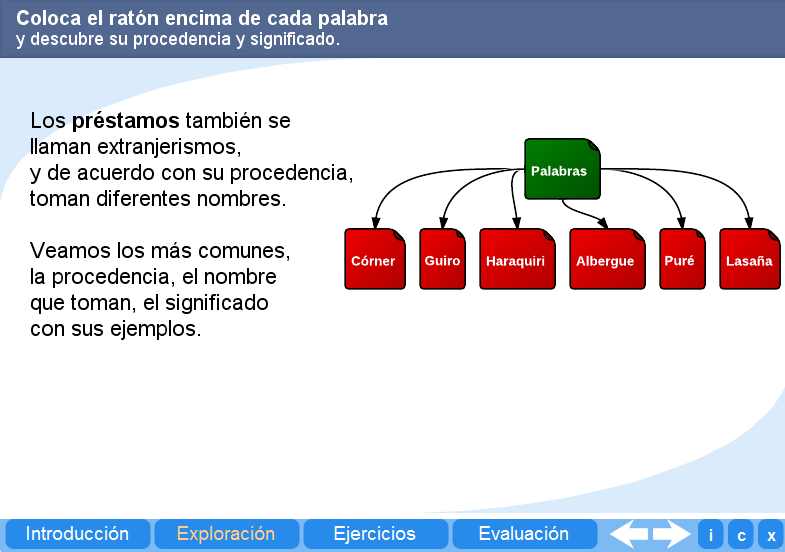 Coloca el ratón encima de cada palabra
y descubre su procedencia y significado.
Los préstamos también se
llaman extranjerismos,
y de acuerdo con su procedencia,
toman diferentes nombres.
Veamos los más comunes,
la procedencia, el nombre
que toman, el significado
con sus ejemplos.
Palabras
Córner
Guiro
Haraquiri
Albergue
Puré
Lasaña
Introducción
Exploración
Ejercicios
Evaluación
i
c
x